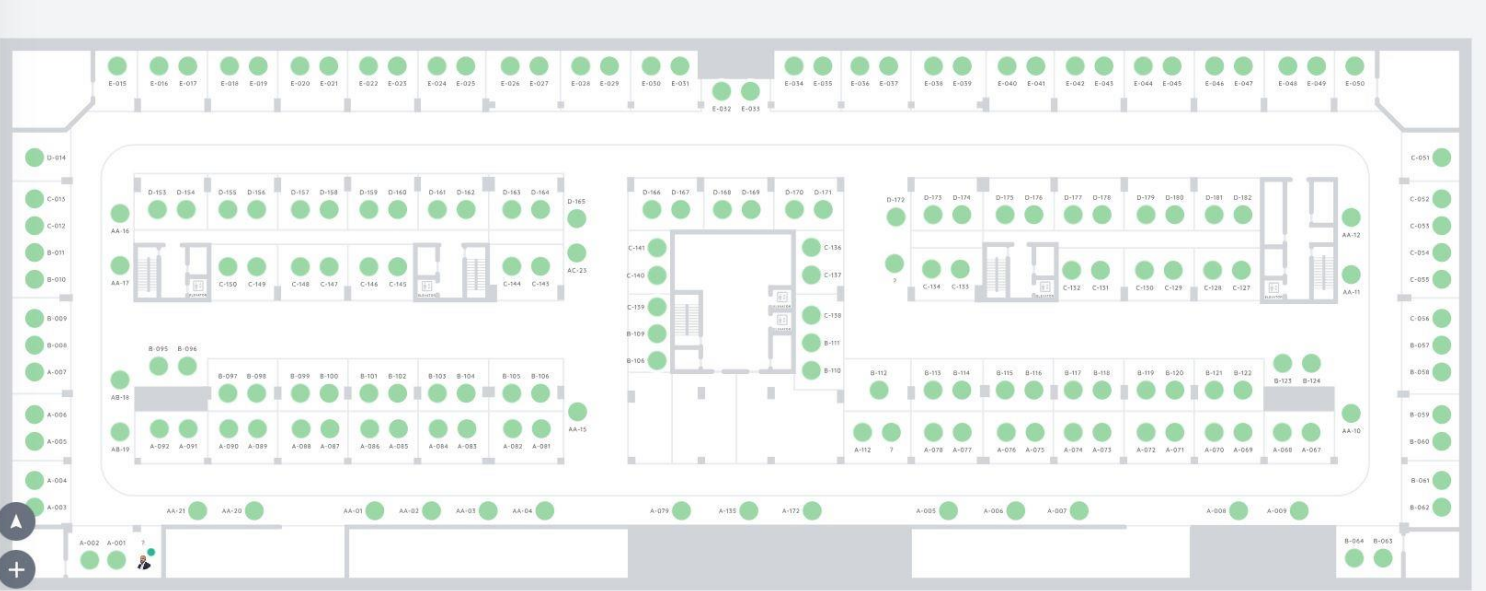 E-015 E-016 E-017 E-018 E-019 E-020 E-021 E-022 E-023 E-024 E-025 E-026 E-027 E-028 E-029 E-030 E-031 E-034 E-035 E-036 E-037 E-038 E-039 E-040 E-041 E-042 E-043 E-044 E-045 E-046 E-047 E-048 E-049 E-050
E-032 E-033
C-051
D-153 D-154 D-155 D-156 D-157 D-158 D-159 D-160 D-161 D-162 D-163 D-164 D-166 D-167 D-168 D-169 D-170 D-171 D-173 D-174 D-175 D-176 D-177 D-178 D-179 D-180 D-181 D-182
C-013 D-165 D-172 C-052
C-012 AA-16 C-053
AA-12
B-011 C-141 C-136 C-054
AC-23
B-010 AA-17 C-140 C-137 ? C-055
C-150 C-149 C-148 C-147 C-146 C-145 C-144 C-143 C-134 C-133 C-132 C-131 C-130 C-129 C-128 C-127
AA-11
ELEVATOR ELEVATOR ELEVATOR ELEVATOR ELEVATOR
C-139
B-009 C-138 C-056
ELEVATOR
B-109
B-008 B-095 B-096 B-111 B-057
B-108
A-007 B-110 B-058
B-097 B-098 B-099 B-100 B-101 B-102 B-103 B-104 B-105 B-106 B-112 B-113 B-114 B-115 B-116 B-117 B-118 B-119 B-120 B-121 B-122
B-123 B-124
AB-18
A-006 B-059
AA-15 AA-10
A-005 B-060
AB-19 A-092 A-091 A-090 A-089 A-088 A-087 A-086 A-085 A-084 A-083 A-082 A-081 A-112 ? A-078 A-077 A-076 A-075 A-074 A-073 A-072 A-071 A-070 A-069 A-068 A-067
A-004 B-061
A-003 B-062
AA-21 AA-20 AA-01 AA-02 AA-03 AA-04 A-079 A-135 A-172 A-005 A-006 A-007 A-008 A-009
A-002 A-001 ? B-064 B-063